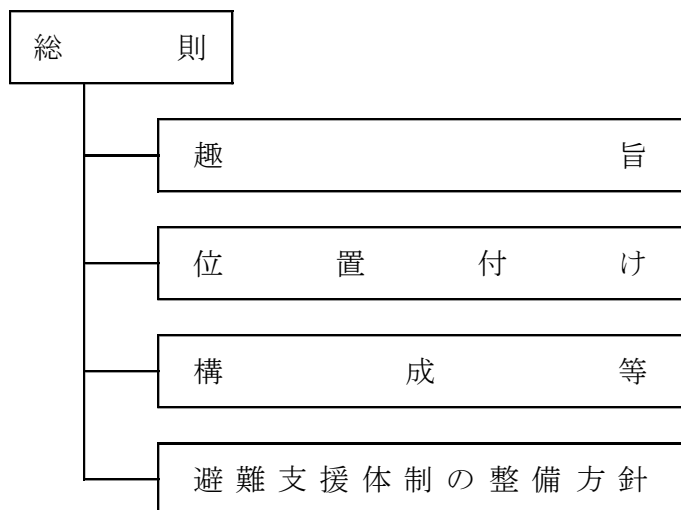 総則
趣旨
位置付け
構成等
避難支援体制の整備方針